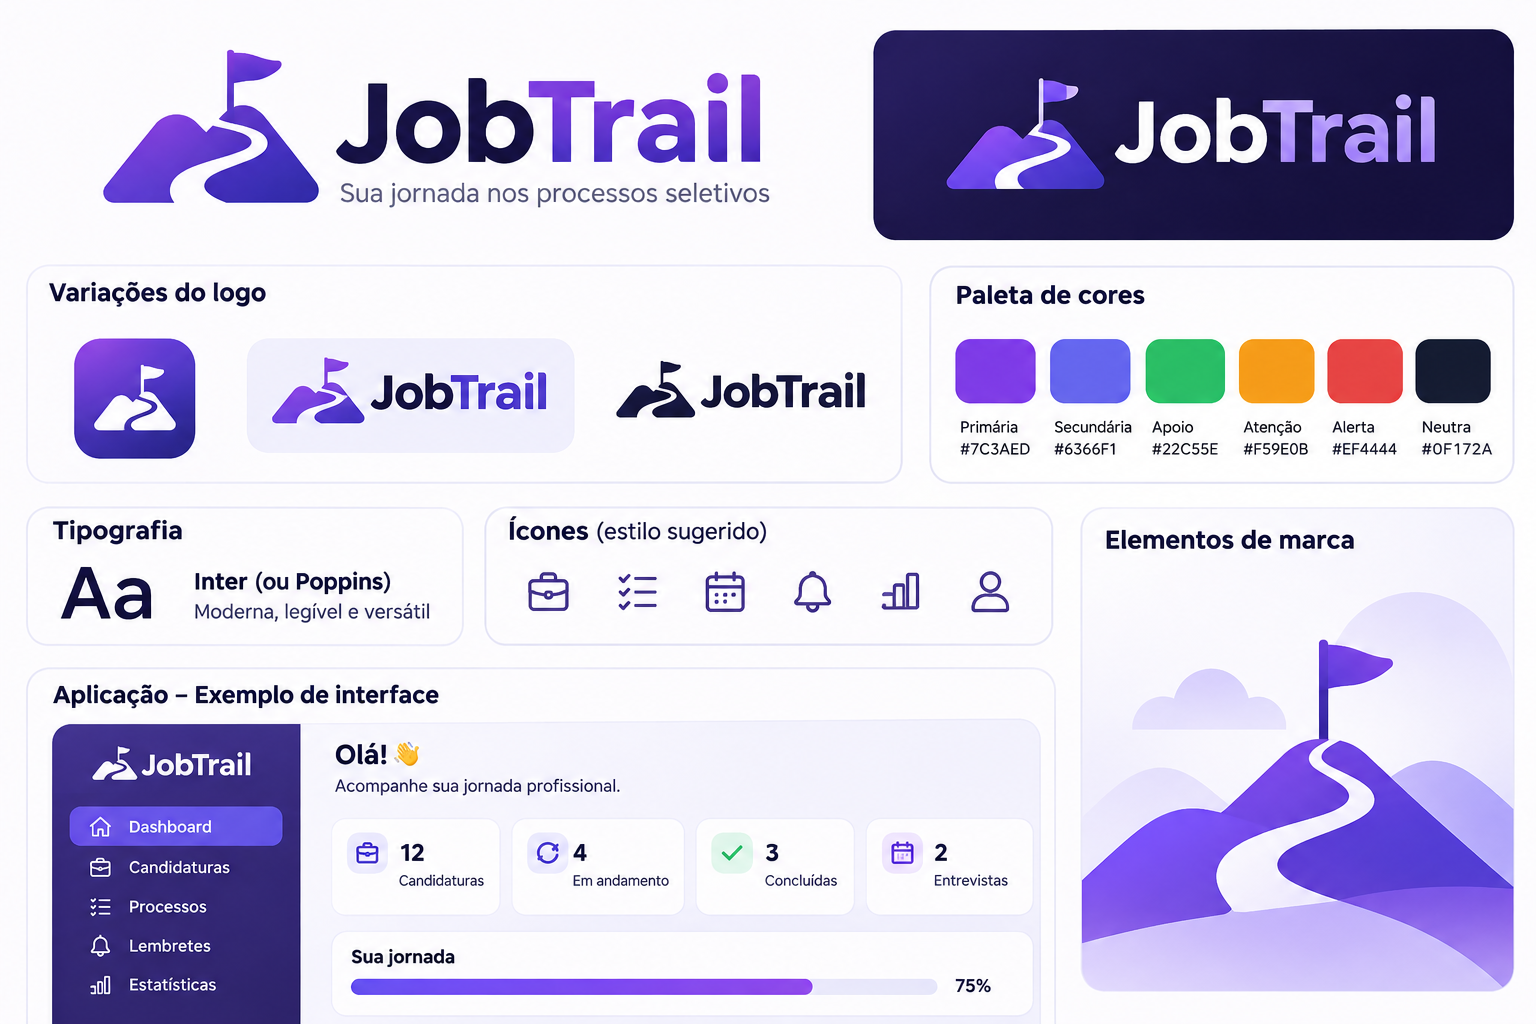 JobTrail
Sua jornada nos processos seletivos
JobTrail
Variações do logo
JobTrail
JobTrail
Paleta de cores
Primária
#7C3AED
Secundária
#6366F1
Apoio
#22C55E
Atenção
#F59E0B
Alerta
#EF4444
Neutra
#0F172A
Tipografia
Aa
Inter (ou Poppins)
Moderna, legível e versátil
Ícones (estilo sugerido)
Elementos de marca
Aplicação – Exemplo de interface
JobTrail
Dashboard
Candidaturas
Processos
Lembretes
Estatísticas
Olá! 👋
Acompanhe sua jornada profissional.
12
Candidaturas
4
Em andamento
3
Concluídas
2
Entrevistas
Sua jornada
75%